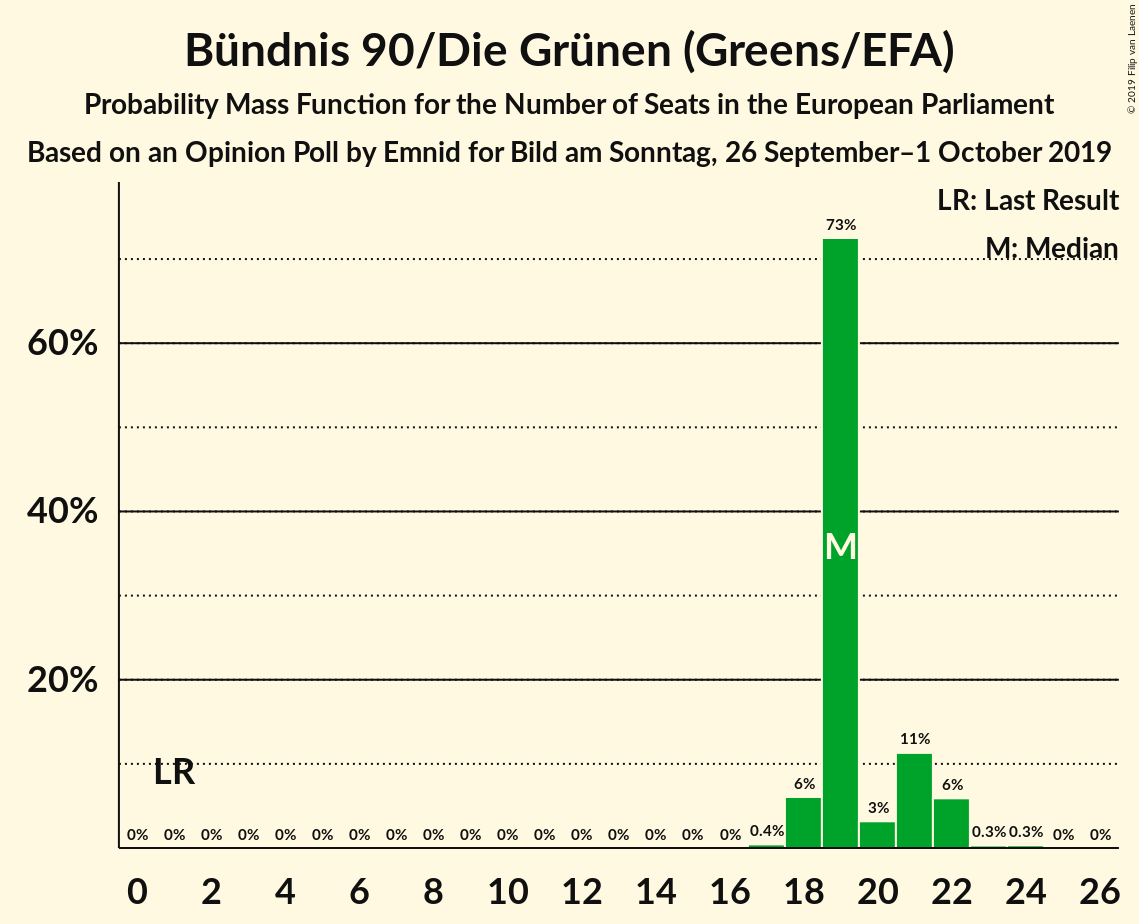 Bündnis 90/Die Grünen (Greens/EFA)
Probability Mass Function for the Number of Seats in the European Parliament
Based on an Opinion Poll by Emnid for Bild am Sonntag, 26 September–1 October 2019
© 2019 Filip van Laenen
LR: Last Result
M: Median
73%
60%
40%
M
20%
11%
LR
6%
6%
3%
0% 0% 0% 0% 0% 0% 0% 0% 0% 0% 0% 0% 0% 0% 0% 0% 0% 0.4% 0.3% 0.3% 0% 0%
0 2 4 6 8 10 12 14 16 18 20 22 24 26